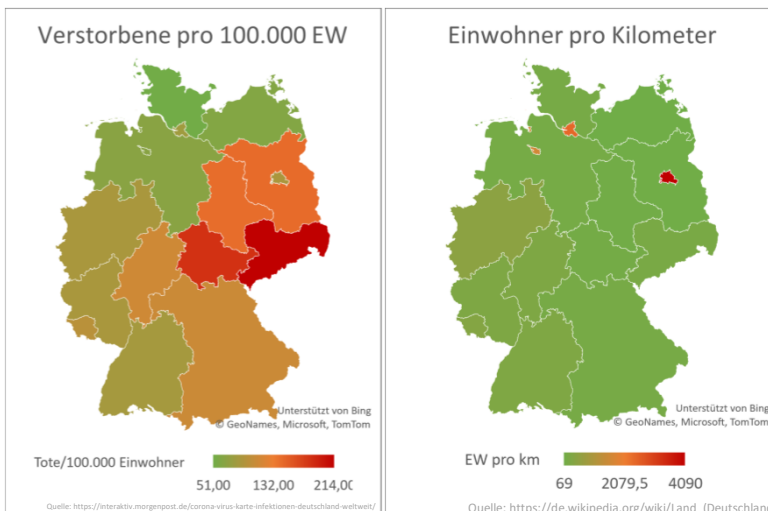 Verstorbene pro 100.000 EW
Unterstützt von Bing
© GeoNames, Microsoft, TomTom
Tote/100.000 Einwohner
51,00 132,00 214,00
Quelle: https://interaktiv.morgenpost.de/corona-virus-karte-infektionen-deutschland-weltweit/
Einwohner pro Kilometer
Unterstützt von Bing
© GeoNames, Microsoft, TomTom
EW pro km
69 2079,5 4090
Quelle: https://de.wikipedia.org/wiki/Land_(Deutschland